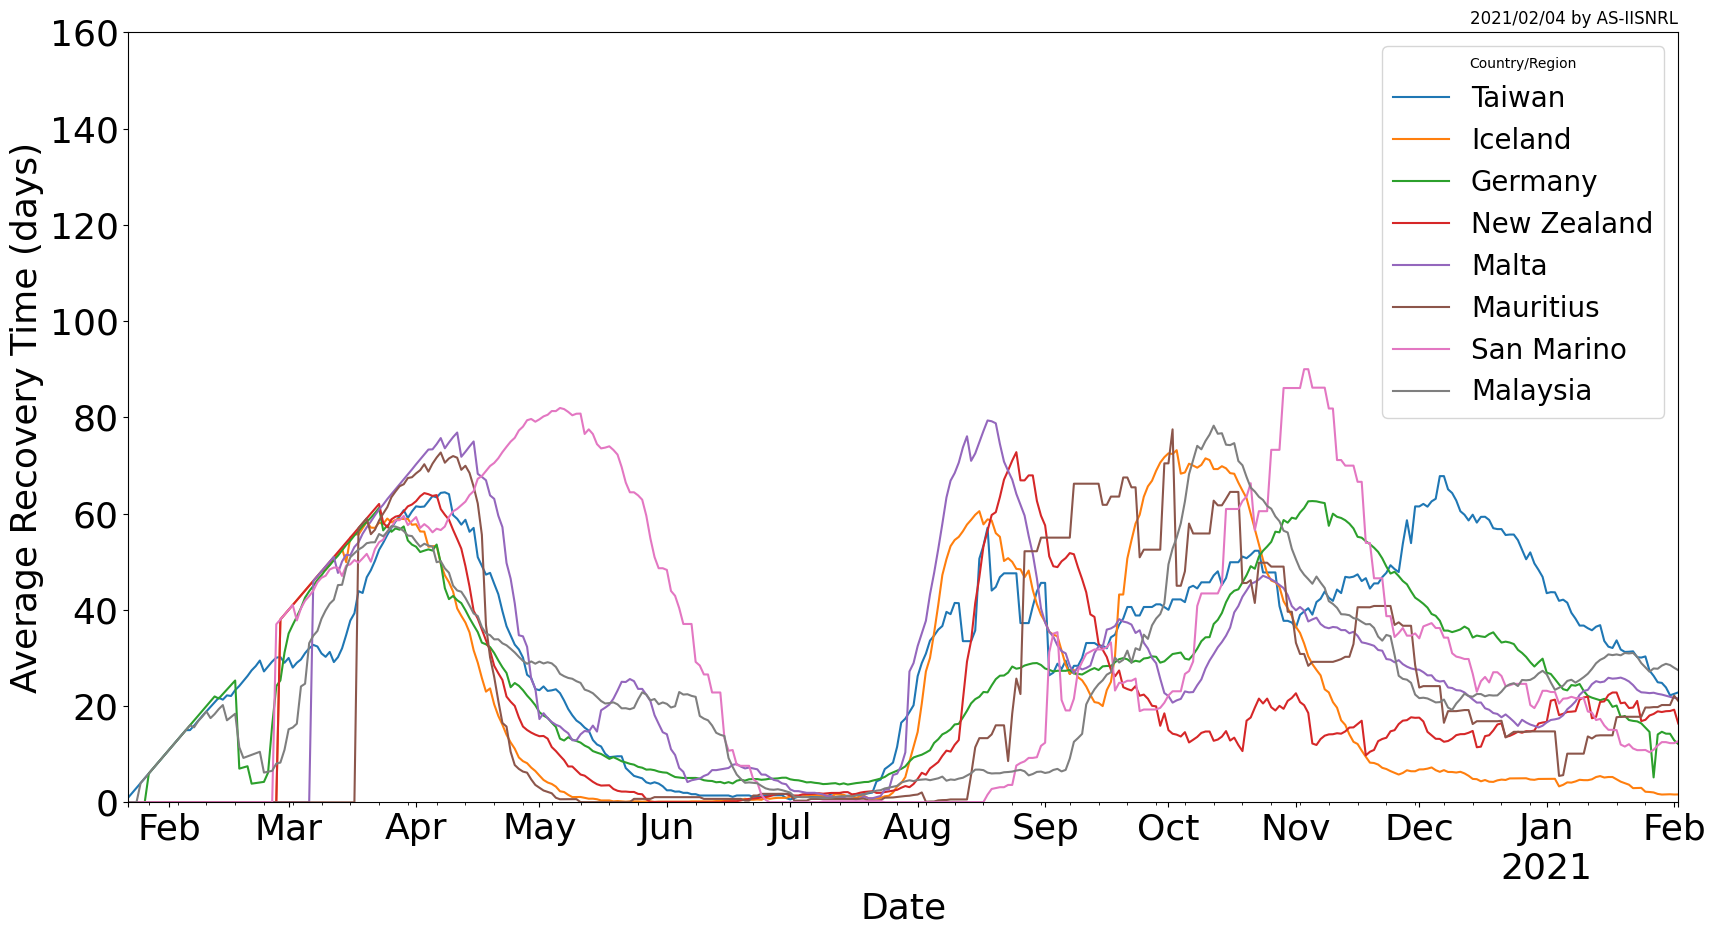 2021/02/04 by AS-IISNRL
Average Recovery Time (days)
160
140
120
100
80
60
40
20
0
Country/Region
Taiwan
Iceland
Germany
New Zealand
Malta
Mauritius
San Marino
Malaysia
Feb Mar Apr May Jun Jul Aug Sep Oct Nov Dec Jan Feb
2021
Date